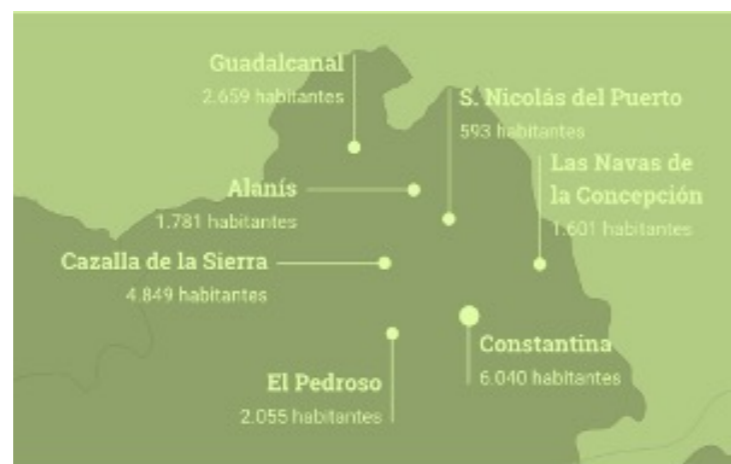 Guadalcanal
2.659 habitantes
S. Nicolás del Puerto
593 habitantes
Las Navas de
la Concepción
1.601 habitantes
Alanís
1.781 habitantes
Cazalla de la Sierra
4.849 habitantes
Constantina
6.040 habitantes
El Pedroso
2.055 habitantes